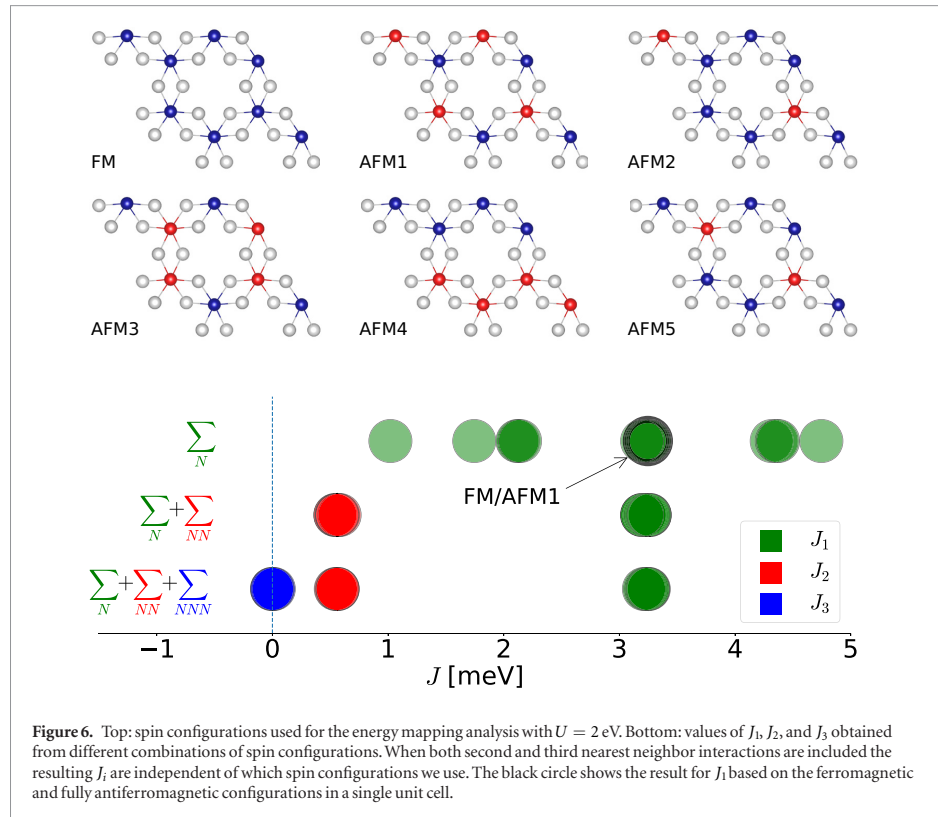 FM
AFM1
AFM2
AFM3
AFM4
AFM5
∑
N
FM/AFM1
∑ + ∑
N NN
∑ + ∑ + ∑
N NN NNN
J₁
J₂
J₃
−1 0 1 2 3 4 5
J [meV]
Figure 6. Top: spin configurations used for the energy mapping analysis with U = 2 eV. Bottom: values of J₁, J₂, and J₃ obtained
from different combinations of spin configurations. When both second and third nearest neighbor interactions are included the
resulting Jᵢ are independent of which spin configurations we use. The black circle shows the result for J₁ based on the ferromagnetic
and fully antiferromagnetic configurations in a single unit cell.